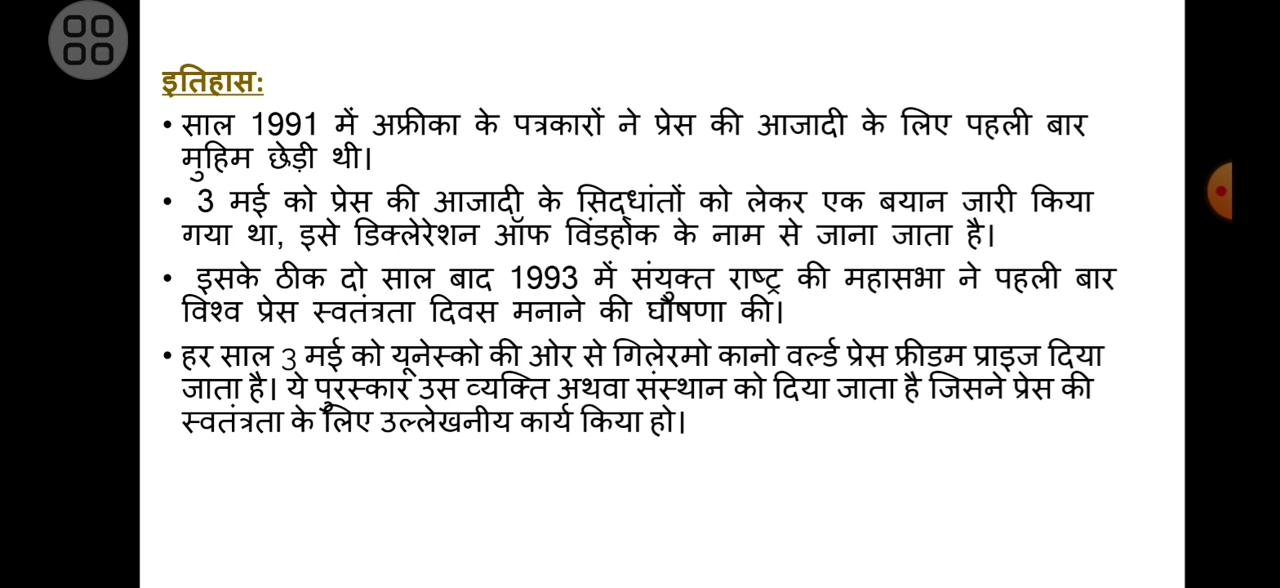 इतिहास:
• साल 1991 में अफ्रीका के पत्रकारों ने प्रेस की आजादी के लिए पहली बार
मुहिम छेड़ी थी।
• 3 मई को प्रेस की आजादी के सिद्धांतों को लेकर एक बयान जारी किया
गया था, इसे डिक्लेरेशन ऑफ विंडहोक के नाम से जाना जाता है।
• इसके ठीक दो साल बाद 1993 में संयुक्त राष्ट्र की महासभा ने पहली बार
विश्व प्रेस स्वतंत्रता दिवस मनाने की घोषणा की।
• हर साल 3 मई को यूनेस्को की ओर से गिलेरमो कानो वर्ल्ड प्रेस फ्रीडम प्राइज दिया
जाता है। ये पुरस्कार उस व्यक्ति अथवा संस्थान को दिया जाता है जिसने प्रेस की
स्वतंत्रता के लिए उल्लेखनीय कार्य किया हो।